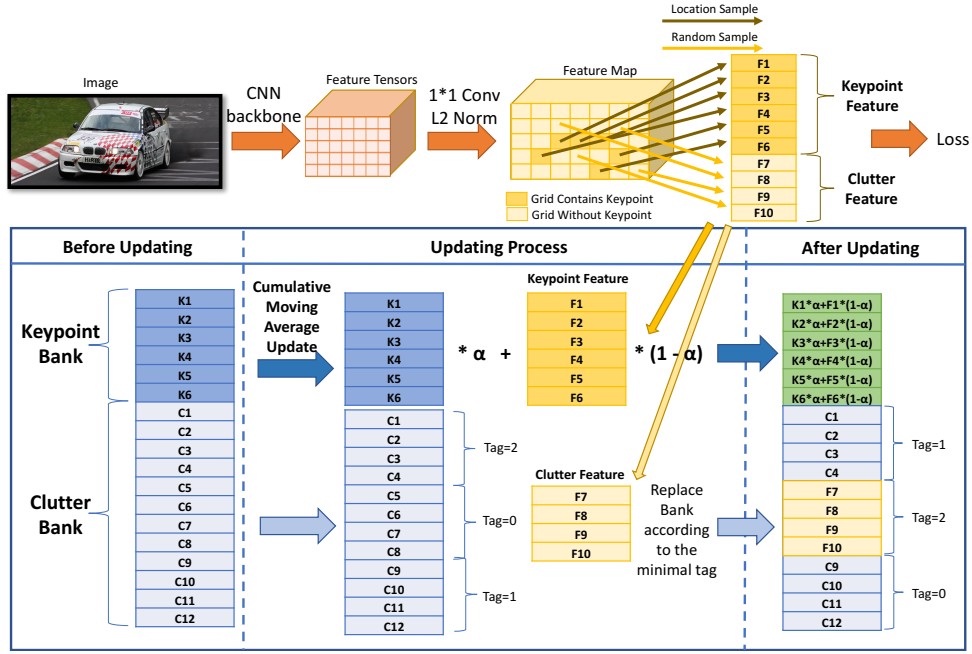 Location Sample
Random Sample
Image
CNN
backbone
Feature Tensors
1*1 Conv
L2 Norm
Feature Map
F1
F2
F3
F4
F5
F6
F7
F8
F9
F10
Keypoint
Feature
Clutter
Feature
Loss
Grid Contains Keypoint
Grid Without Keypoint
Before Updating
Updating Process
After Updating
Keypoint
Bank
Clutter
Bank
K1
K2
K3
K4
K5
K6
C1
C2
C3
C4
C5
C6
C7
C8
C9
C10
C11
C12
Cumulative
Moving
Average
Update
K1
K2
K3
K4
K5
K6
* α +
Keypoint Feature
F1
F2
F3
F4
F5
F6
* (1 - α)
C1
C2
C3
C4
C5
C6
C7
C8
C9
C10
C11
C12
Tag=2
Tag=0
Tag=1
Clutter Feature
F7
F8
F9
F10
Replace
Bank
according
to the
minimal tag
K1*α+F1*(1-α)
K2*α+F2*(1-α)
K3*α+F3*(1-α)
K4*α+F4*(1-α)
K5*α+F5*(1-α)
K6*α+F6*(1-α)
C1
C2
C3
C4
F7
F8
F9
F10
C9
C10
C11
C12
Tag=1
Tag=2
Tag=0